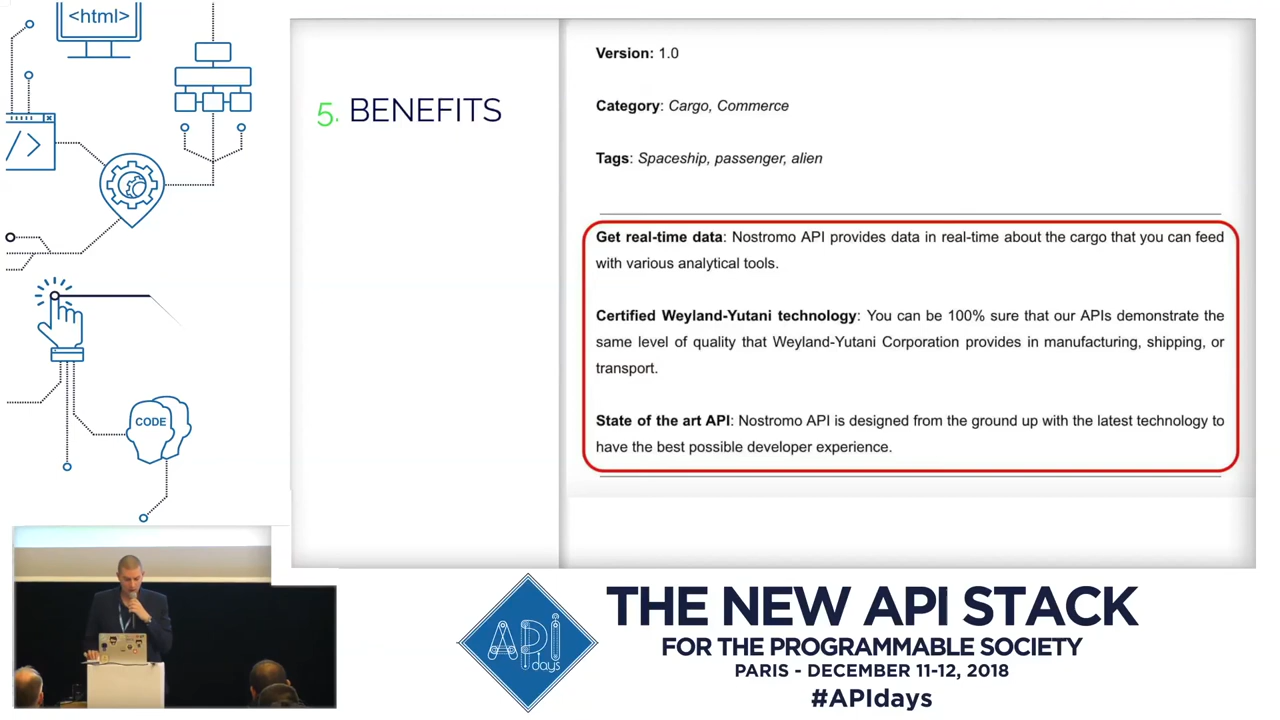 <html>
</>
CODE
5. BENEFITS
Version: 1.0
Category: Cargo, Commerce
Tags: Spaceship, passenger, alien
Get real-time data: Nostromo API provides data in real-time about the cargo that you can feed
with various analytical tools.
Certified Weyland-Yutani technology: You can be 100% sure that our APIs demonstrate the
same level of quality that Weyland-Yutani Corporation provides in manufacturing, shipping, or
transport.
State of the art API: Nostromo API is designed from the ground up with the latest technology to
have the best possible developer experience.
API
days
THE NEW API STACK
FOR THE PROGRAMMABLE SOCIETY
PARIS - DECEMBER 11-12, 2018
#APIdays